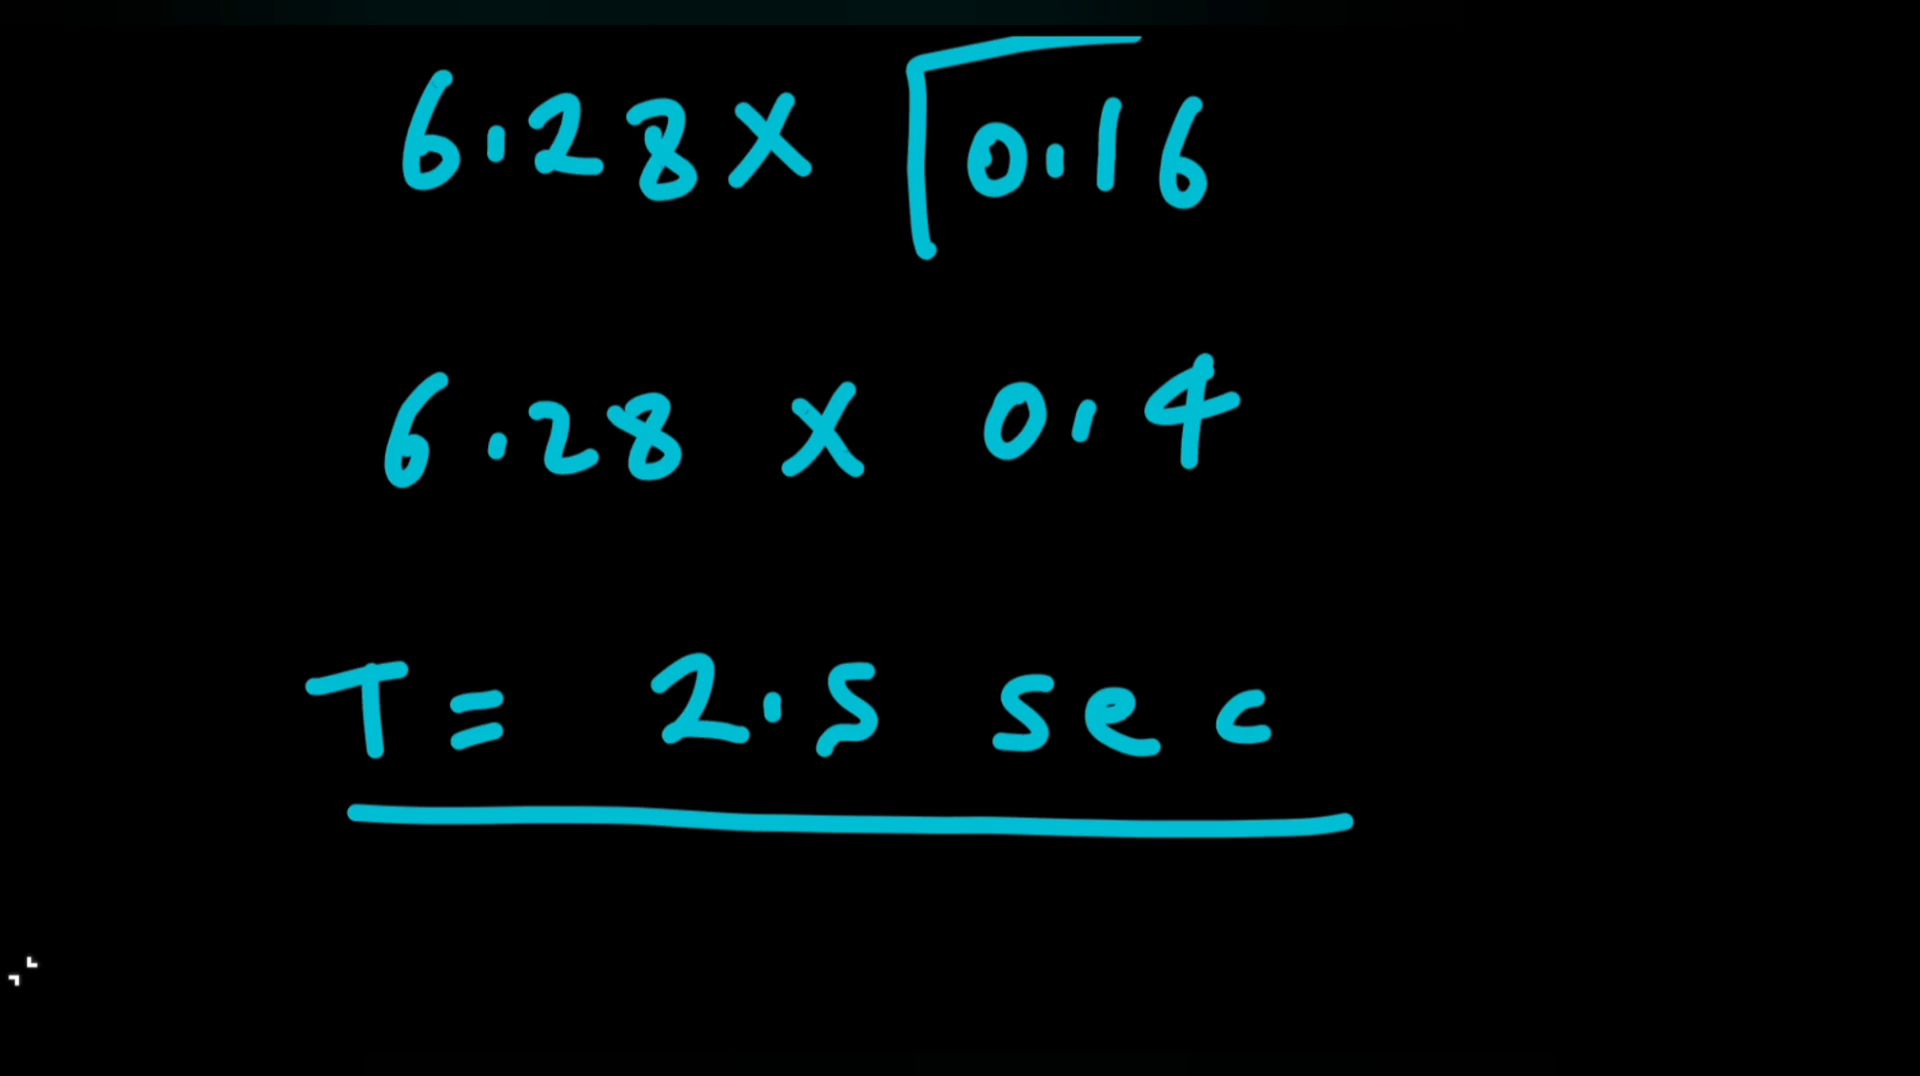 6.28 x √0.16
6.28 x 0.4
T = 2.5 sec